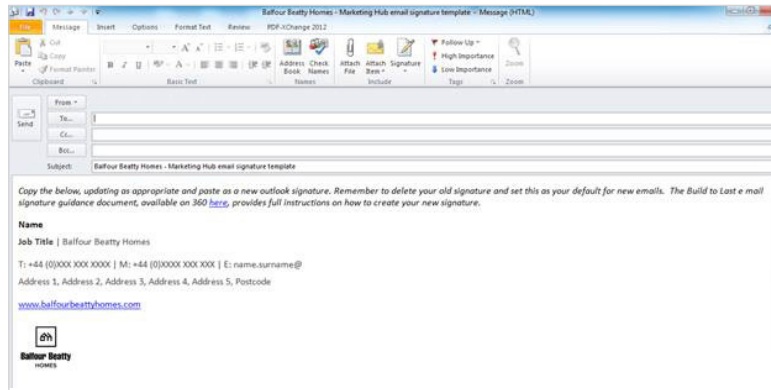 Balfour Beatty Homes - Marketing Hub email signature template - Message (HTML)
File Message Insert Options Format Text Review PDF-XChange 2012
Paste
Cut
Copy
Format Painter
Clipboard
Basic Text
Address Book
Check Names
Names
Attach File
Attach Item
Signature
Include
Follow Up
High Importance
Low Importance
Tags
Zoom
Zoom
Send
From
To...
Cc...
Bcc...
Subject: Balfour Beatty Homes - Marketing Hub email signature template
Copy the below, updating as appropriate and paste as a new outlook signature. Remember to delete your old signature and set this as your default for new emails. The Build to Last e mail
signature guidance document, available on 360 here, provides full instructions on how to create your new signature.
Name
Job Title | Balfour Beatty Homes
T: +44 (0)XXX XXX XXXX | M: +44 (0)XXXX XXX XXX | E: name.surname@
Address 1, Address 2, Address 3, Address 4, Address 5, Postcode
www.balfourbeattyhomes.com
Balfour Beatty
HOMES